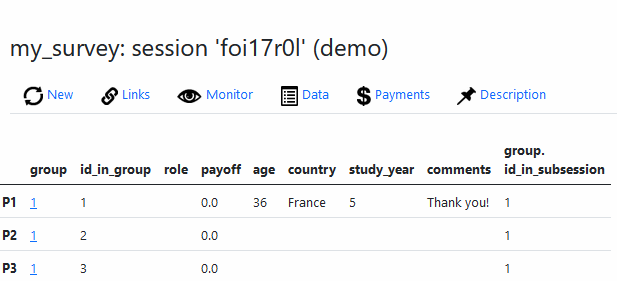 my_survey: session 'foi17r0l' (demo)
New Links Monitor Data Payments Description
group id_in_group role payoff age country study_year comments group. id_in_subsession
P1 1 1 0.0 36 France 5 Thank you! 1
P2 1 2 0.0 1
P3 1 3 0.0 1